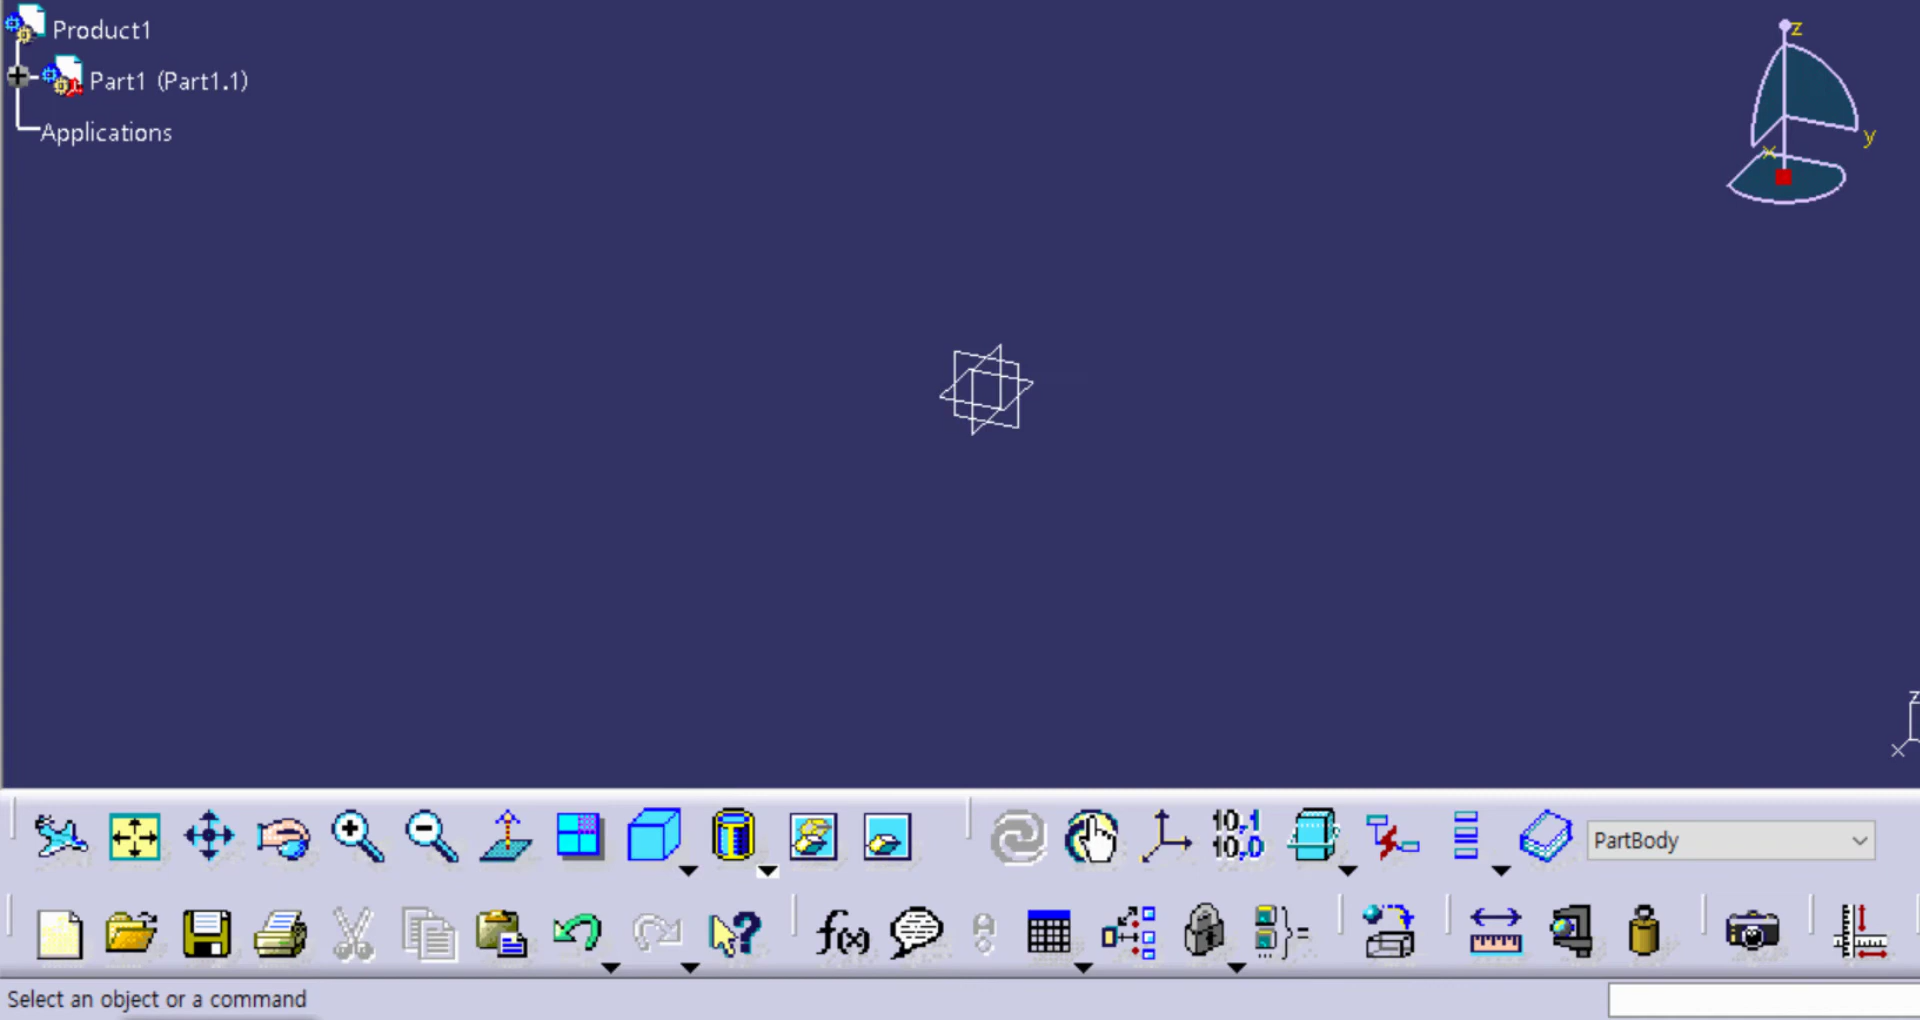 Product1
Part1 (Part1.1)
Applications
z
y
x
z
x
10,1
10,0
PartBody
f(x)
=
Select an object or a command